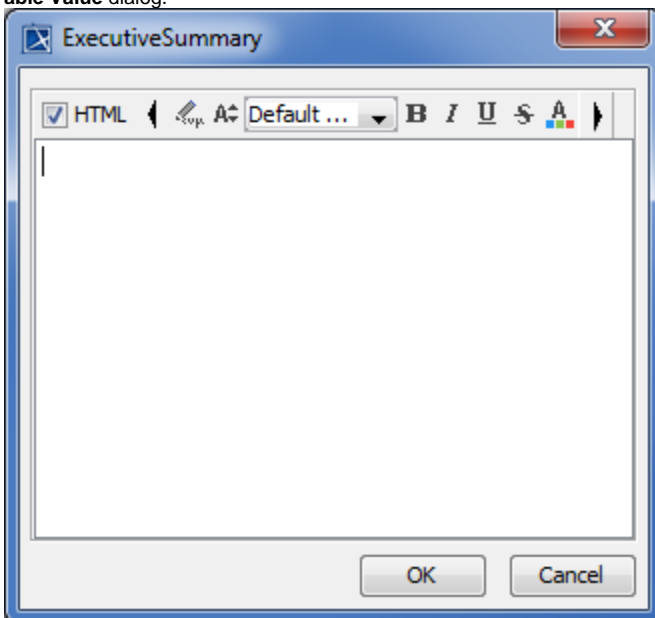 able Value dialog.
ExecutiveSummary
HTML A Default ... B I U S A
OK Cancel